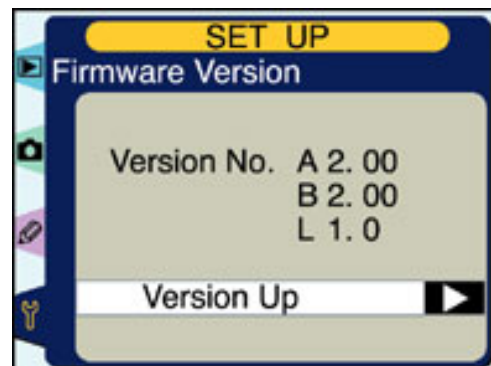 SET UP
Firmware Version
Version No. A 2. 00
B 2. 00
L 1. 0
Version Up